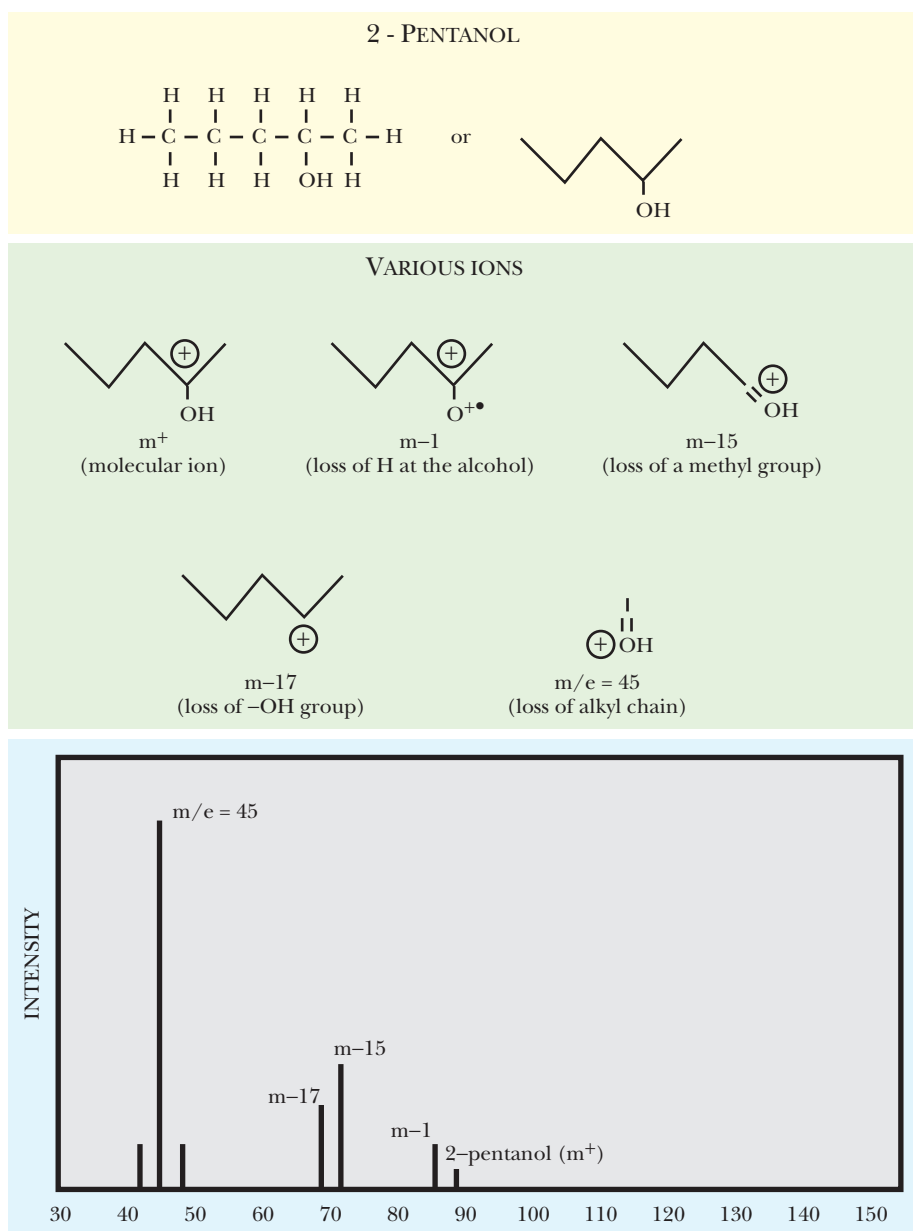 2 - PENTANOL
H H H H H
H – C – C – C – C – C – H
H H H OH H
or
OH
VARIOUS IONS
+
OH
m+
(molecular ion)
+
O+•
m–1
(loss of H at the alcohol)
+
OH
m–15
(loss of a methyl group)
+
m–17
(loss of –OH group)
+ OH
m/e = 45
(loss of alkyl chain)
INTENSITY
m/e = 45
m–15
m–17
m–1
2–pentanol (m+)
30 40 50 60 70 80 90 100 110 120 130 140 150